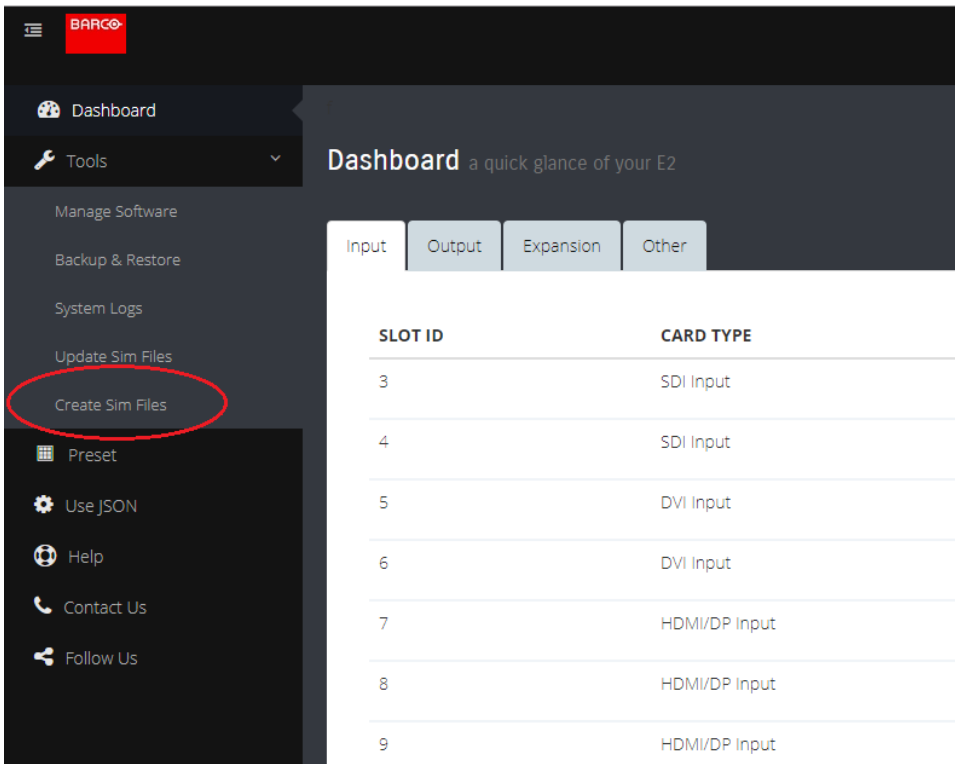 BARCO
Dashboard
Tools
Manage Software
Backup & Restore
System Logs
Update Sim Files
Create Sim Files
Preset
Use JSON
Help
Contact Us
Follow Us
Dashboard a quick glance of your E2
Input Output Expansion Other
SLOT ID CARD TYPE
3 SDI Input
4 SDI Input
5 DVI Input
6 DVI Input
7 HDMI/DP Input
8 HDMI/DP Input
9 HDMI/DP Input